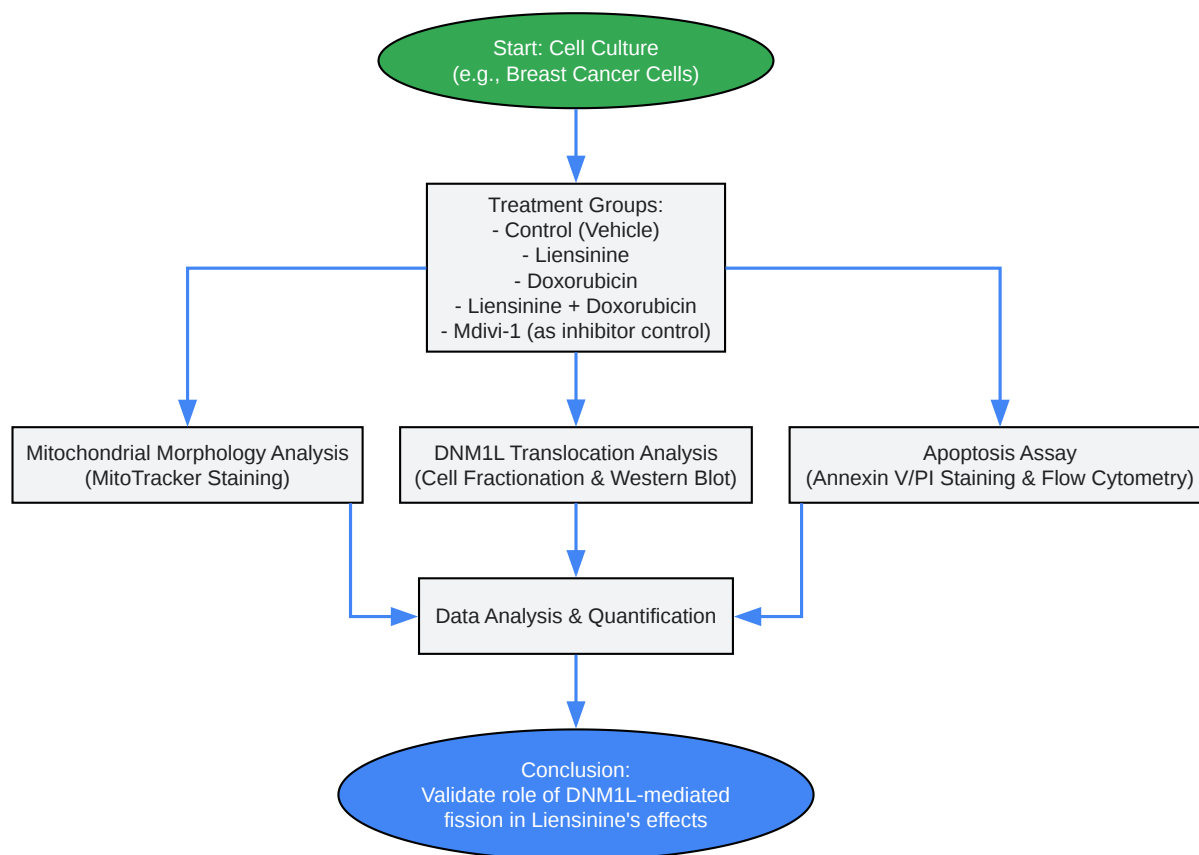 Start: Cell Culture
(e.g., Breast Cancer Cells)
Treatment Groups:
- Control (Vehicle)
- Liensinine
- Doxorubicin
- Liensinine + Doxorubicin
- Mdivi-1 (as inhibitor control)
Mitochondrial Morphology Analysis
(MitoTracker Staining)
DNM1L Translocation Analysis
(Cell Fractionation & Western Blot)
Apoptosis Assay
(Annexin V/PI Staining & Flow Cytometry)
Data Analysis & Quantification
Conclusion:
Validate role of DNM1L-mediated
fission in Liensinine's effects